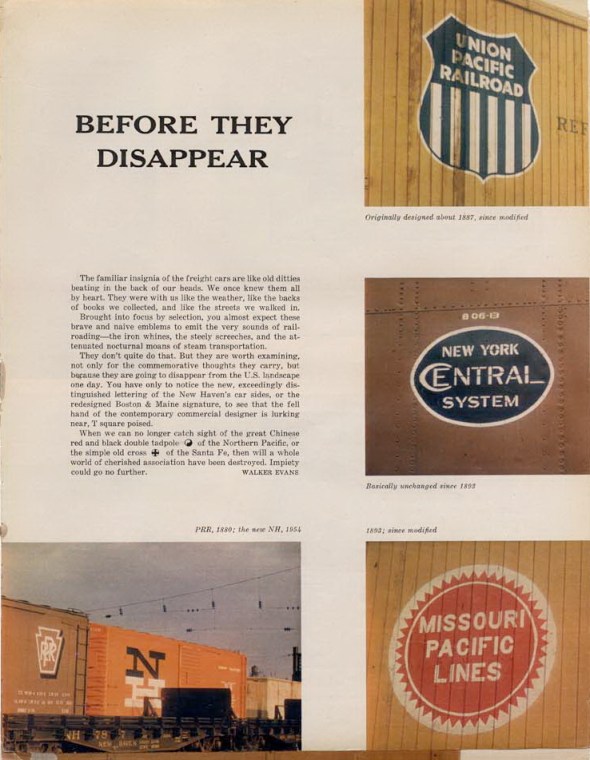 BEFORE THEY
DISAPPEAR
The familiar insignia of the freight cars are like old ditties
beating in the back of our heads. We once knew them all
by heart. They were with us like the weather, like the backs
of books we collected, and like the streets we walked in.
Brought into focus by selection, you almost expect these
brave and naive emblems to emit the very sounds of rail-
roading—the iron whines, the steely screeches, and the at-
tenuated nocturnal moans of steam transportation.
They don't quite do that. But they are worth examining,
not only for the commemorative thoughts they carry, but
because they are going to disappear from the U.S. landscape
one day. You have only to notice the new, exceedingly dis-
tinguished lettering of the New Haven's car sides, or the
redesigned Boston & Maine signature, to see that the fell
hand of the contemporary commercial designer is lurking
near, T square poised.
When we can no longer catch sight of the great Chinese
red and black double tadpole of the Northern Pacific, or
the simple old cross of the Santa Fe, then will a whole
world of cherished association have been destroyed. Impiety
could go no further.
WALKER EVANS
PRR, 1890; the new NH, 1954
PRR
N
H
NH 78
NEW HAVEN
UNION
PACIFIC
RAILROAD
REF
Originally designed about 1887, since modified
806-13
NEW YORK
CENTRAL
SYSTEM
Basically unchanged since 1892
1893; since modified
MISSOURI
PACIFIC
LINES